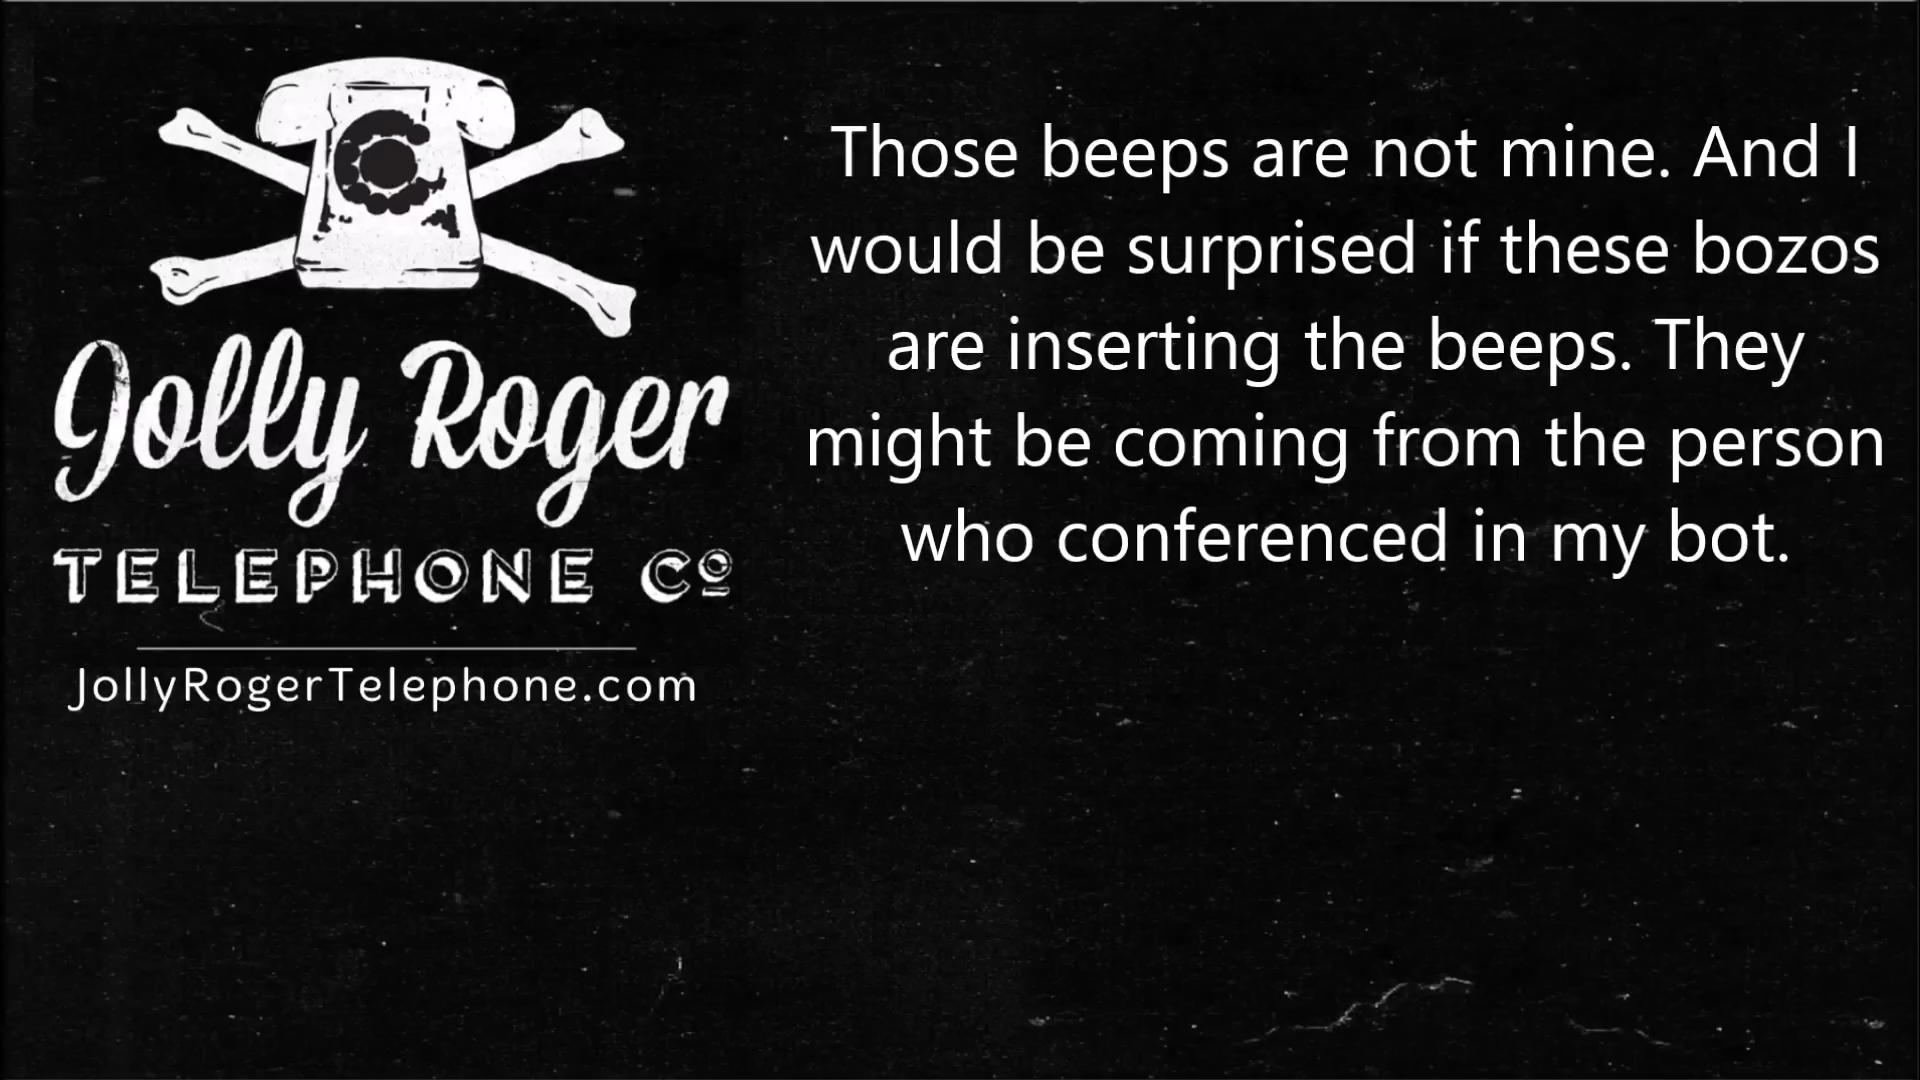 Jolly Roger
TELEPHONE Cº
JollyRogerTelephone.com
Those beeps are not mine. And I
would be surprised if these bozos
are inserting the beeps. They
might be coming from the person
who conferenced in my bot.